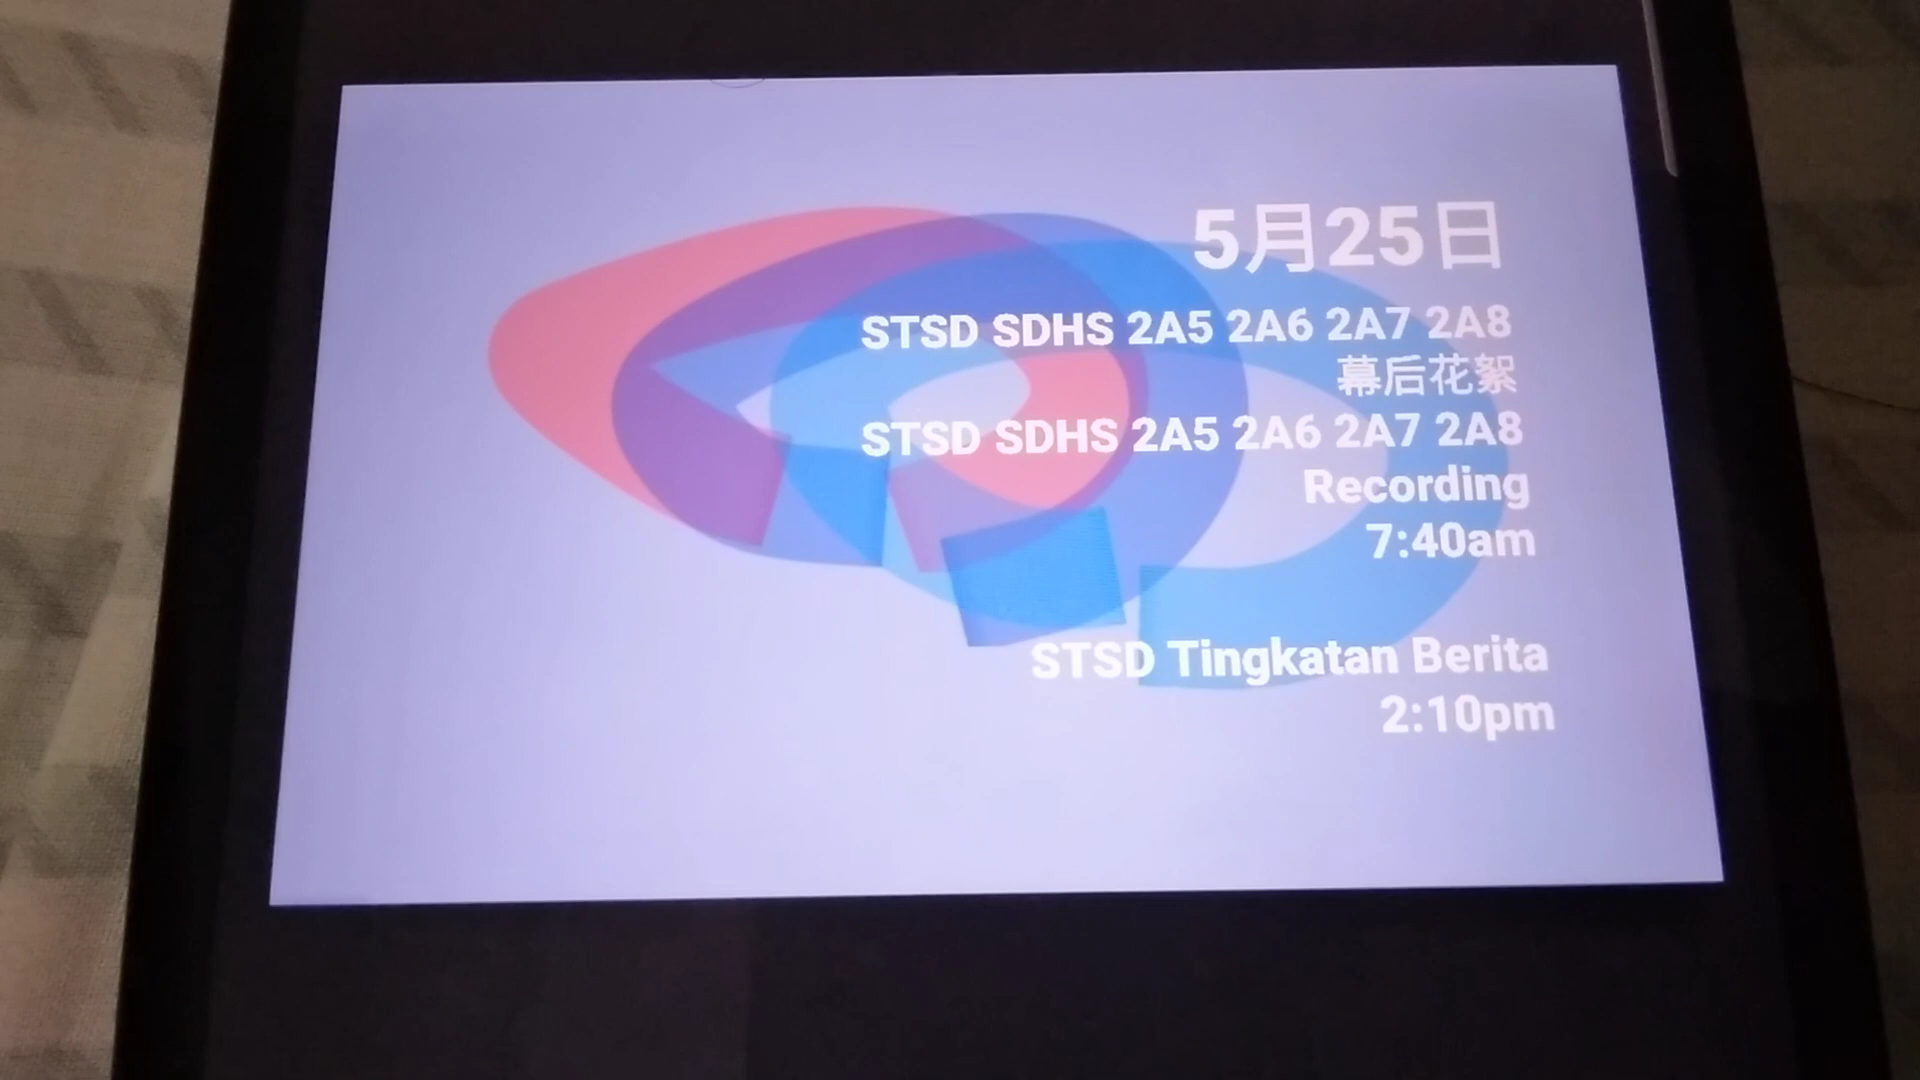 5月25日
STSD SDHS 2A5 2A6 2A7 2A8
幕后花絮
STSD SDHS 2A5 2A6 2A7 2A8
Recording
7:40am
STSD Tingkatan Berita
2:10pm